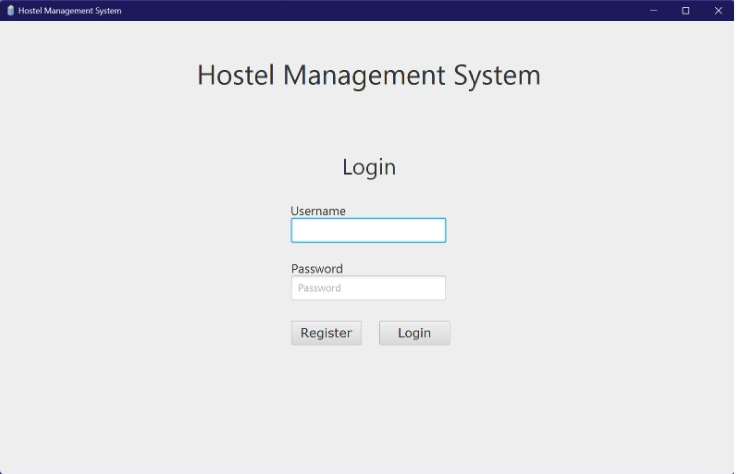 Hostel Management System
Hostel Management System
Login
Username
Password
Password
Register Login